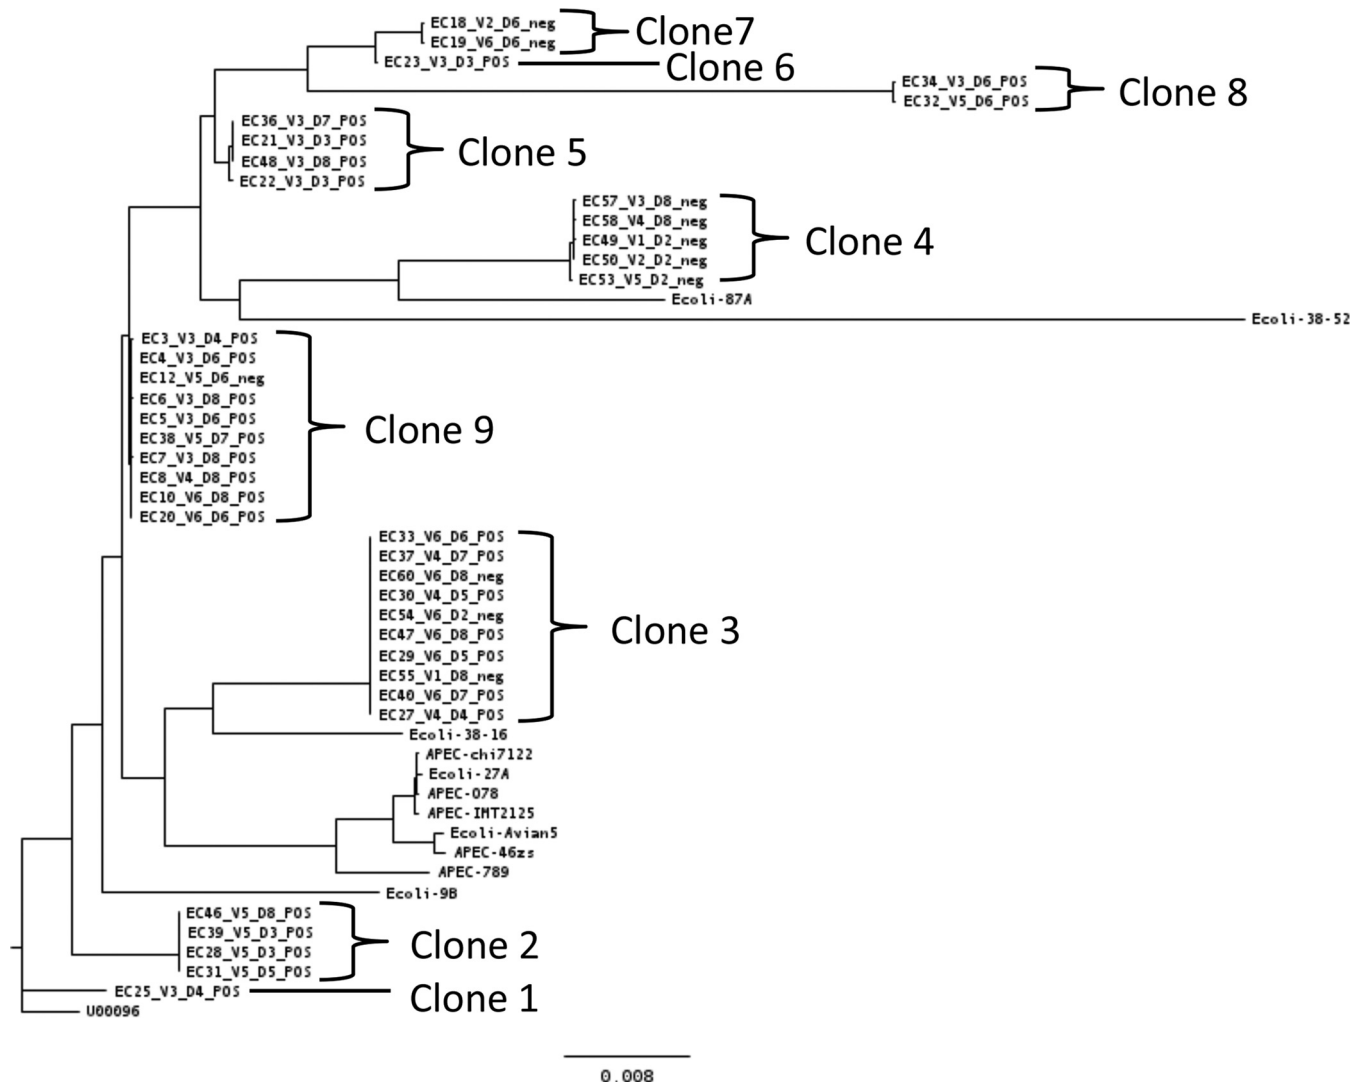 EC18_V2_D6_neg
EC19_V6_D6_neg
Clone7
EC23_V3_D3_POS
Clone 6
EC34_V3_D6_POS
EC32_V5_D6_POS
Clone 8
EC36_V3_D7_POS
EC21_V3_D3_POS
EC48_V3_D8_POS
EC22_V3_D3_POS
Clone 5
EC57_V3_D8_neg
EC58_V4_D8_neg
EC49_V1_D2_neg
EC50_V2_D2_neg
EC53_V5_D2_neg
Clone 4
Ecoli-87A
Ecoli-38-52
EC3_V3_D4_POS
EC4_V3_D6_POS
EC12_V5_D6_neg
EC6_V3_D8_POS
EC5_V3_D6_POS
EC38_V5_D7_POS
EC7_V3_D8_POS
EC8_V4_D8_POS
EC10_V6_D8_POS
EC20_V6_D6_POS
Clone 9
EC33_V6_D6_POS
EC37_V4_D7_POS
EC60_V6_D8_neg
EC30_V4_D5_POS
EC54_V6_D2_neg
EC47_V6_D8_POS
EC29_V6_D5_POS
EC55_V1_D8_neg
EC40_V6_D7_POS
EC27_V4_D4_POS
Clone 3
Ecoli-38-16
APEC-chi7122
Ecoli-27A
APEC-O78
APEC-IMT2125
Ecoli-Avian5
APEC-46zs
APEC-789
Ecoli-9B
EC46_V5_D8_POS
EC39_V5_D3_POS
EC28_V5_D3_POS
EC31_V5_D5_POS
Clone 2
EC25_V3_D4_POS
Clone 1
U00096
0.008